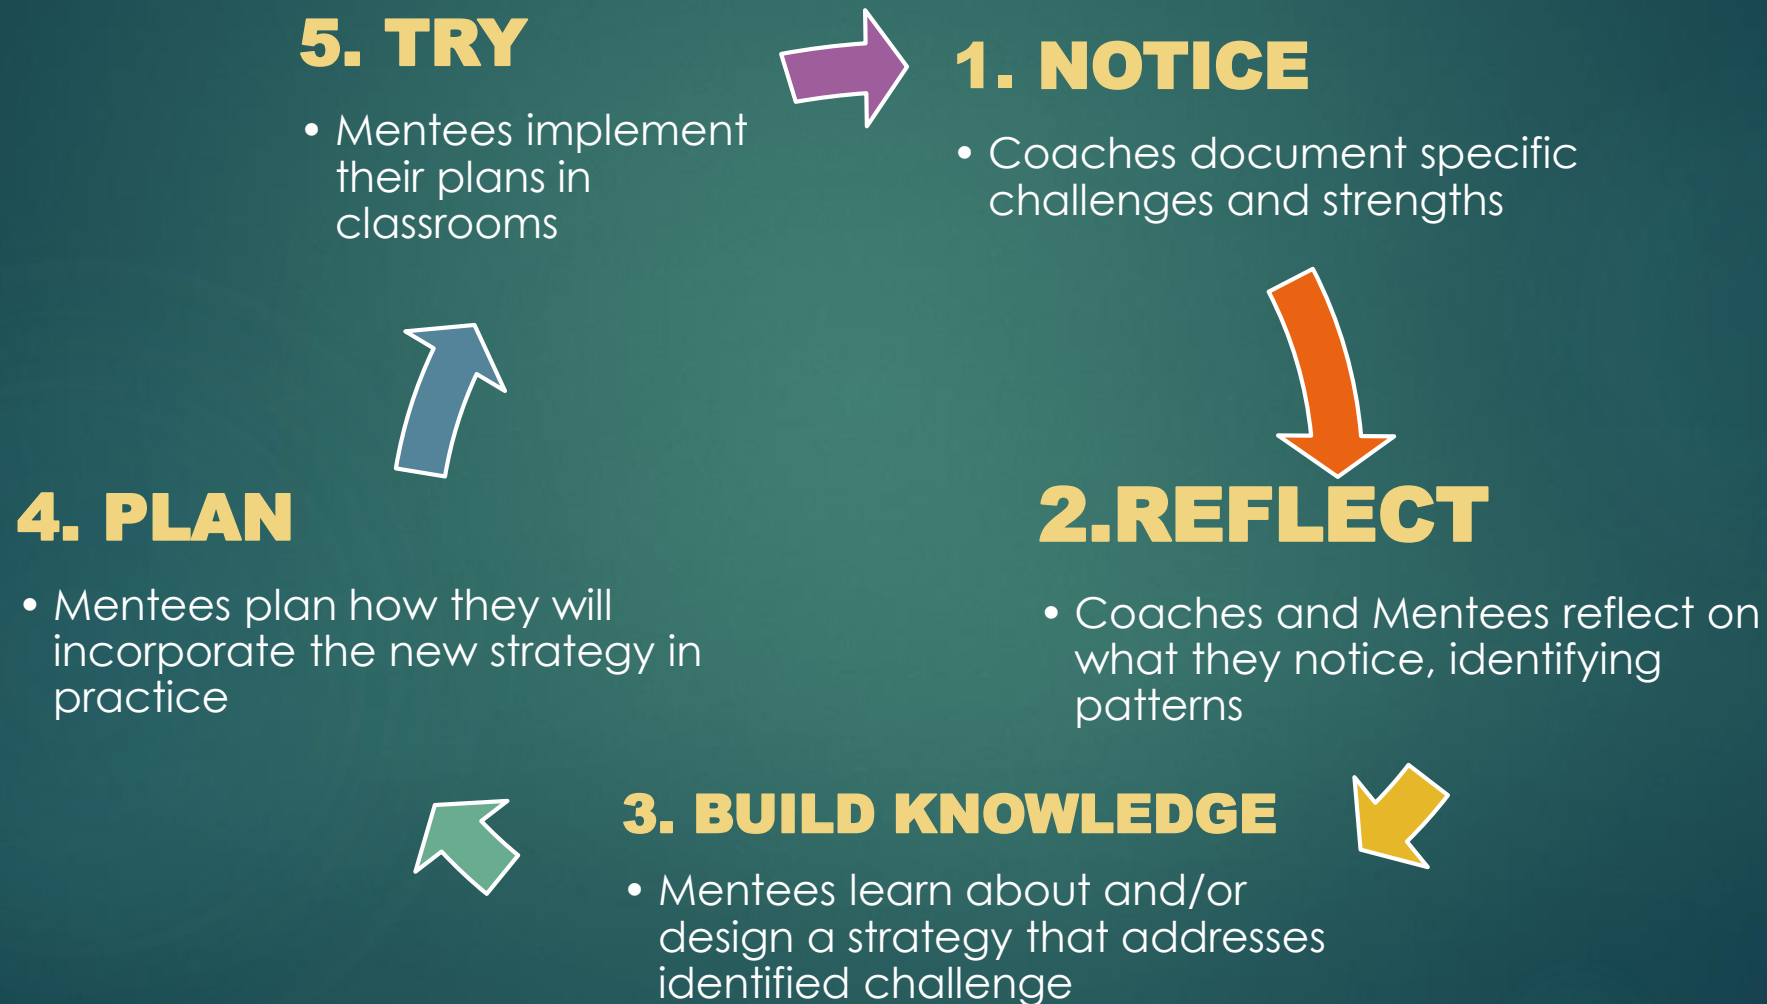 5. TRY
• Mentees implement
their plans in
classrooms
1. NOTICE
• Coaches document specific
challenges and strengths
2.REFLECT
• Coaches and Mentees reflect on
what they notice, identifying
patterns
3. BUILD KNOWLEDGE
• Mentees learn about and/or
design a strategy that addresses
identified challenge
4. PLAN
• Mentees plan how they will
incorporate the new strategy in
practice